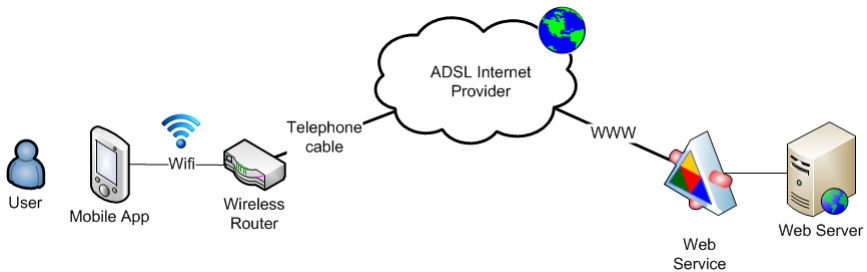 User
Mobile App
Wifi
Wireless
Router
Telephone
cable
ADSL Internet
Provider
WWW
Web
Service
Web Server